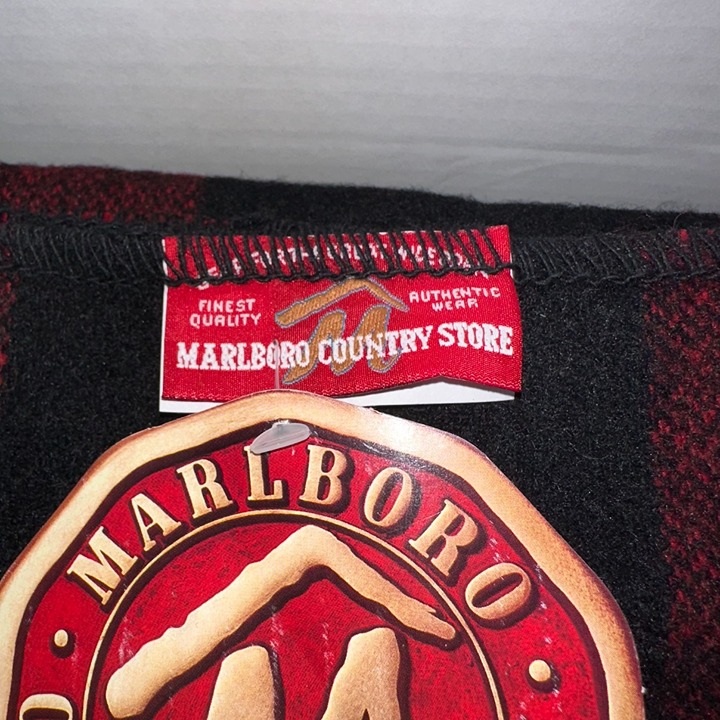 FINEST
QUALITY
AUTHENTIC
WEAR
M
MARLBORO COUNTRY STORE
MARLBORO
M